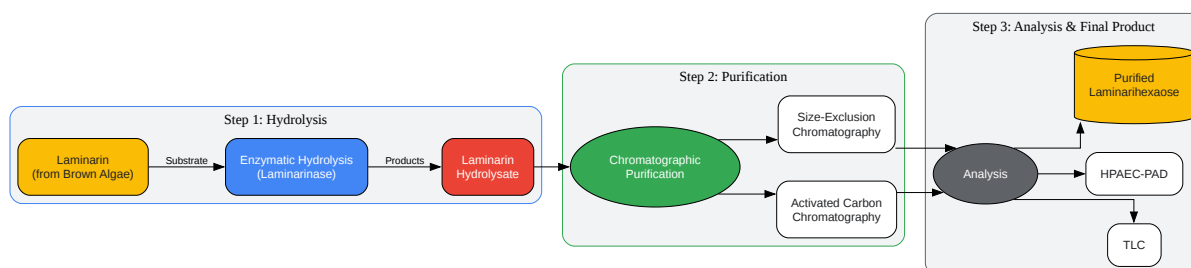 Step 1: Hydrolysis
Laminarin
(from Brown Algae)
Substrate
Enzymatic Hydrolysis
(Laminarinase)
Products
Laminarin
Hydrolysate
Step 2: Purification
Chromatographic
Purification
Size-Exclusion
Chromatography
Activated Carbon
Chromatography
Step 3: Analysis & Final Product
Analysis
Purified
Laminarihexaose
HPAEC-PAD
TLC